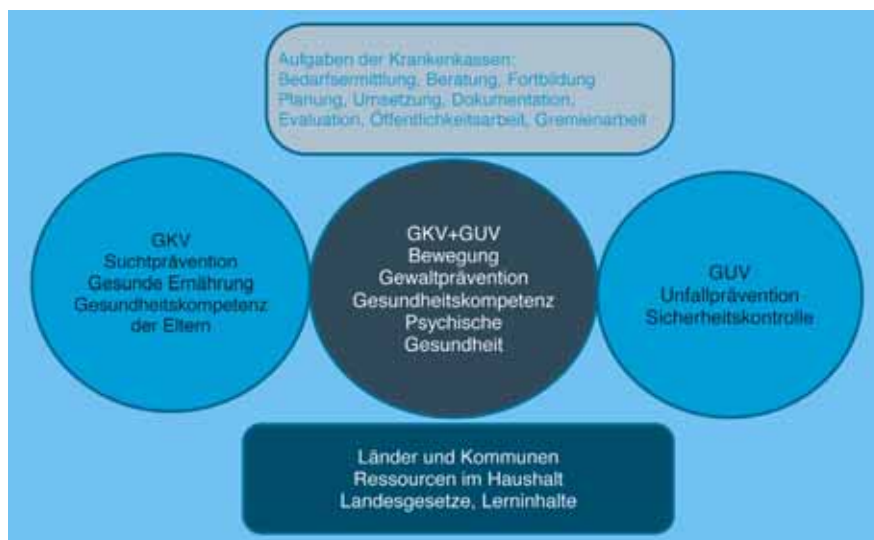 Aufgaben der Krankenkassen:
Bedarfsermittlung, Beratung, Fortbildung
Planung, Umsetzung, Dokumentation,
Evaluation, Öffentlichkeitsarbeit, Gremienarbeit
GKV
Suchtprävention
Gesunde Ernährung
Gesundheitskompetenz
der Eltern
GKV+GUV
Bewegung
Gewaltprävention
Gesundheitskompetenz
Psychische
Gesundheit
GUV
Unfallprävention
Sicherheitskontrolle
Länder und Kommunen
Ressourcen im Haushalt
Landesgesetze, Lerninhalte